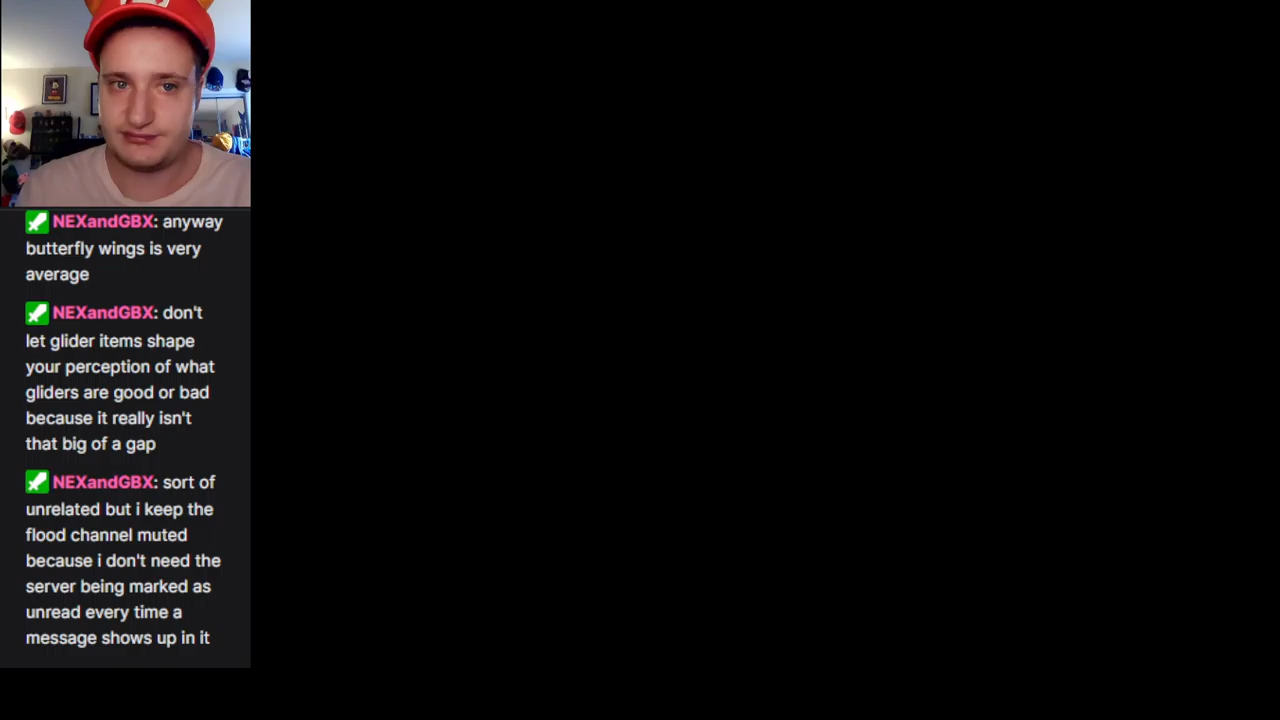 NEXandGBX: anyway
butterfly wings is very
average
NEXandGBX: don't
let glider items shape
your perception of what
gliders are good or bad
because it really isn't
that big of a gap
NEXandGBX: sort of
unrelated but i keep the
flood channel muted
because i don't need the
server being marked as
unread every time a
message shows up in it